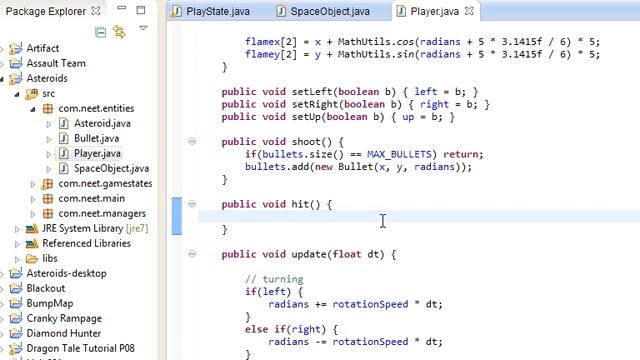 Package Explorer
Artifact
Assault Team
Asteroids
src
com.neet.entities
Asteroid.java
Bullet.java
Player.java
SpaceObject.java
com.neet.gamestates
com.neet.main
com.neet.managers
JRE System Library [jre7]
Referenced Libraries
libs
Asteroids-desktop
Blackout
BumpMap
Cranky Rampage
Diamond Hunter
Dragon Tale Tutorial P08
PlayState.java
SpaceObject.java
Player.java
flamex[2] = x + MathUtils.cos(radians + 5 * 3.1415f / 6) * 5;
flamey[2] = y + MathUtils.sin(radians + 5 * 3.1415f / 6) * 5;
}
public void setLeft(boolean b) { left = b; }
public void setRight(boolean b) { right = b; }
public void setUp(boolean b) { up = b; }
public void shoot() {
if(bullets.size() == MAX_BULLETS) return;
bullets.add(new Bullet(x, y, radians));
}
public void hit() {
}
public void update(float dt) {
// turning
if(left) {
radians += rotationSpeed * dt;
}
else if(right) {
radians -= rotationSpeed * dt;
}